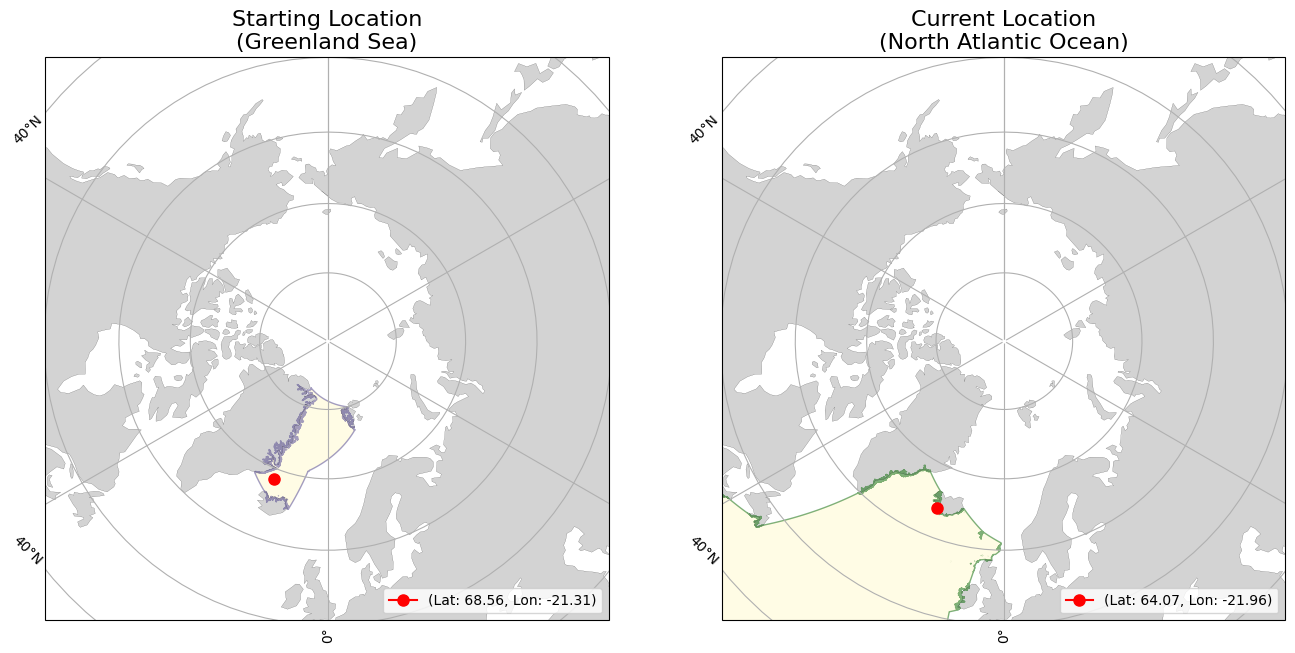 Starting Location
(Greenland Sea)
40°N
40°N
0°
(Lat: 68.56, Lon: -21.31)
Current Location
(North Atlantic Ocean)
40°N
40°N
0°
(Lat: 64.07, Lon: -21.96)